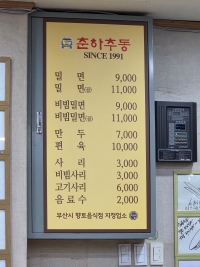 춘하추동
SINCE 1991
밀 면 9,000
밀 면(곱) 11,000
비빔밀면 9,000
비빔밀면(곱) 11,000
만 두 7,000
편 육 10,000
사 리 3,000
비빔사리 3,000
고기사리 6,000
음료수 2,000
부산시 향토음식점 지정업소